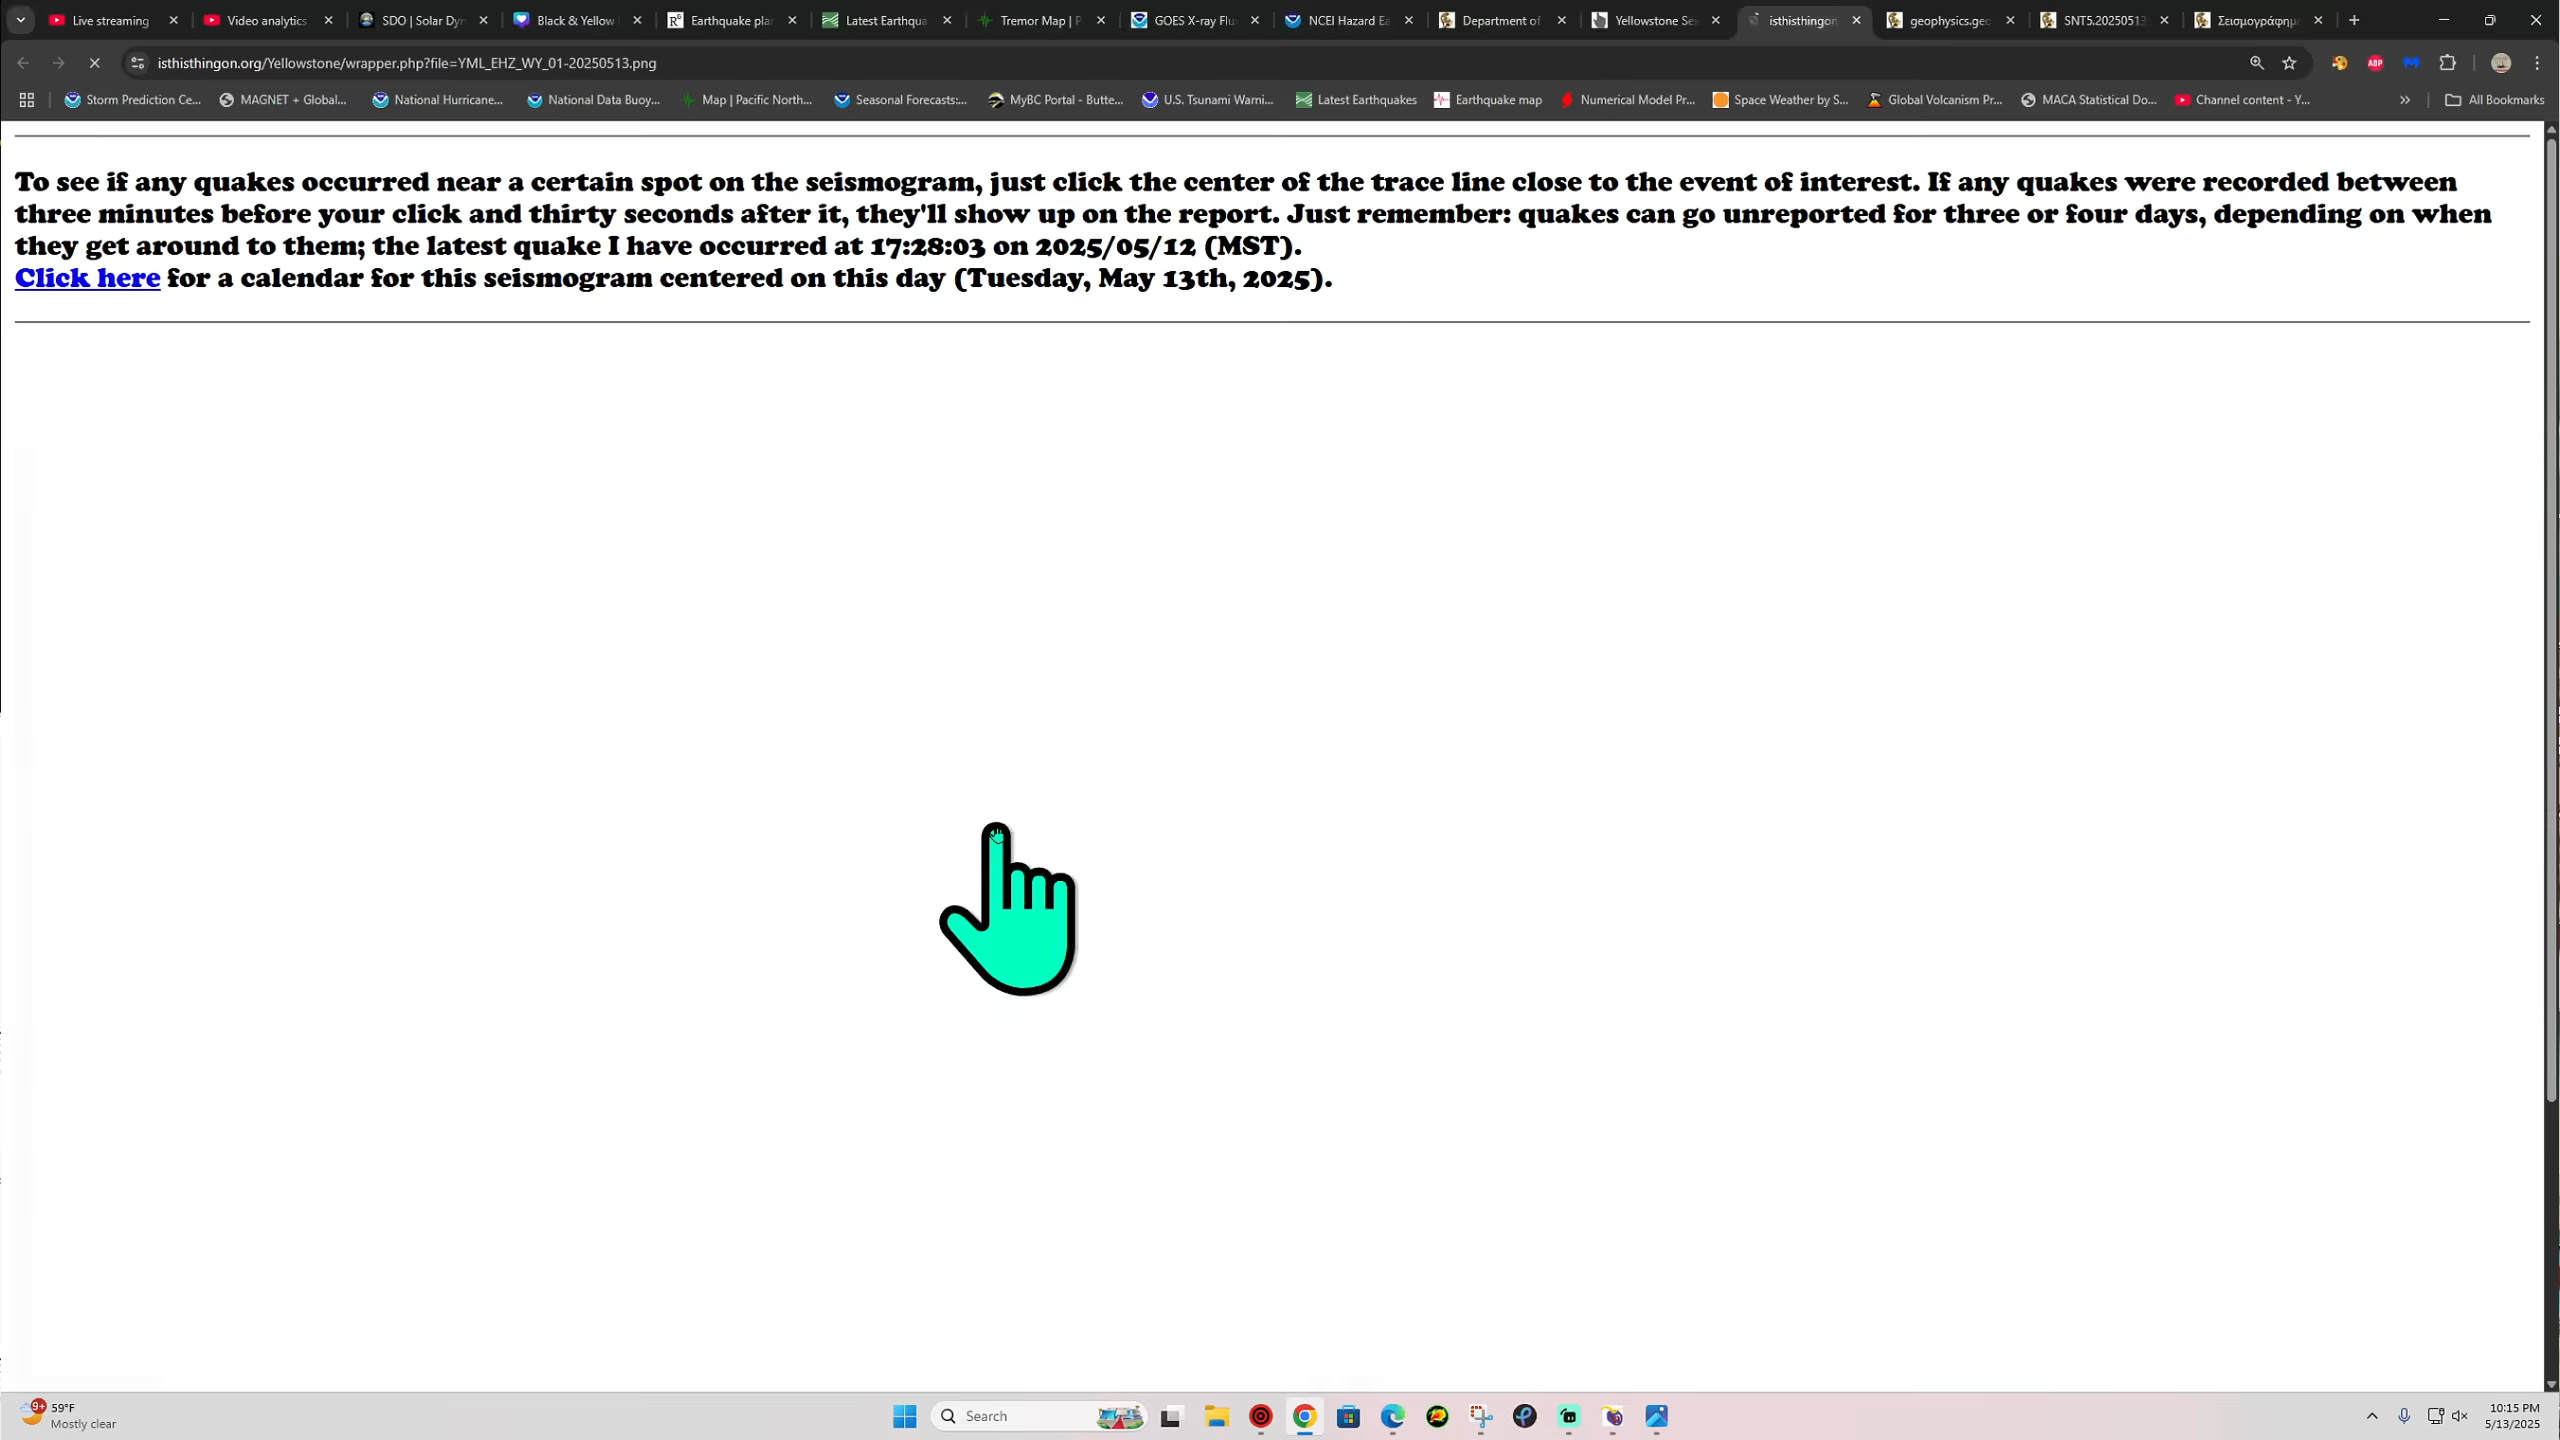 Live streaming
Video analytics
SDO | Solar Dyn
Black & Yellow
Earthquake plan
Latest Earthqua
Tremor Map | P
GOES X-ray Flu
NCEI Hazard Ea
Department of
Yellowstone Sei
isthisthingon
geophysics.geo
SNT5.20250513
Σεισμογράφημ
isthisthingon.org/Yellowstone/wrapper.php?file=YML_EHZ_WY_01-20250513.png
ABP
Storm Prediction Ce...
MAGNET + Global...
National Hurricane...
National Data Buoy...
Map | Pacific North...
Seasonal Forecasts:...
MyBC Portal - Butte...
U.S. Tsunami Warni...
Latest Earthquakes
Earthquake map
Numerical Model Pr...
Space Weather by S...
Global Volcanism Pr...
MACA Statistical Do...
Channel content - Y...
All Bookmarks
To see if any quakes occurred near a certain spot on the seismogram, just click the center of the trace line close to the event of interest. If any quakes were recorded between
three minutes before your click and thirty seconds after it, they'll show up on the report. Just remember: quakes can go unreported for three or four days, depending on when
they get around to them; the latest quake I have occurred at 17:28:03 on 2025/05/12 (MST).
Click here for a calendar for this seismogram centered on this day (Tuesday, May 13th, 2025).
9+
59°F
Mostly clear
Search
10:15 PM
5/13/2025